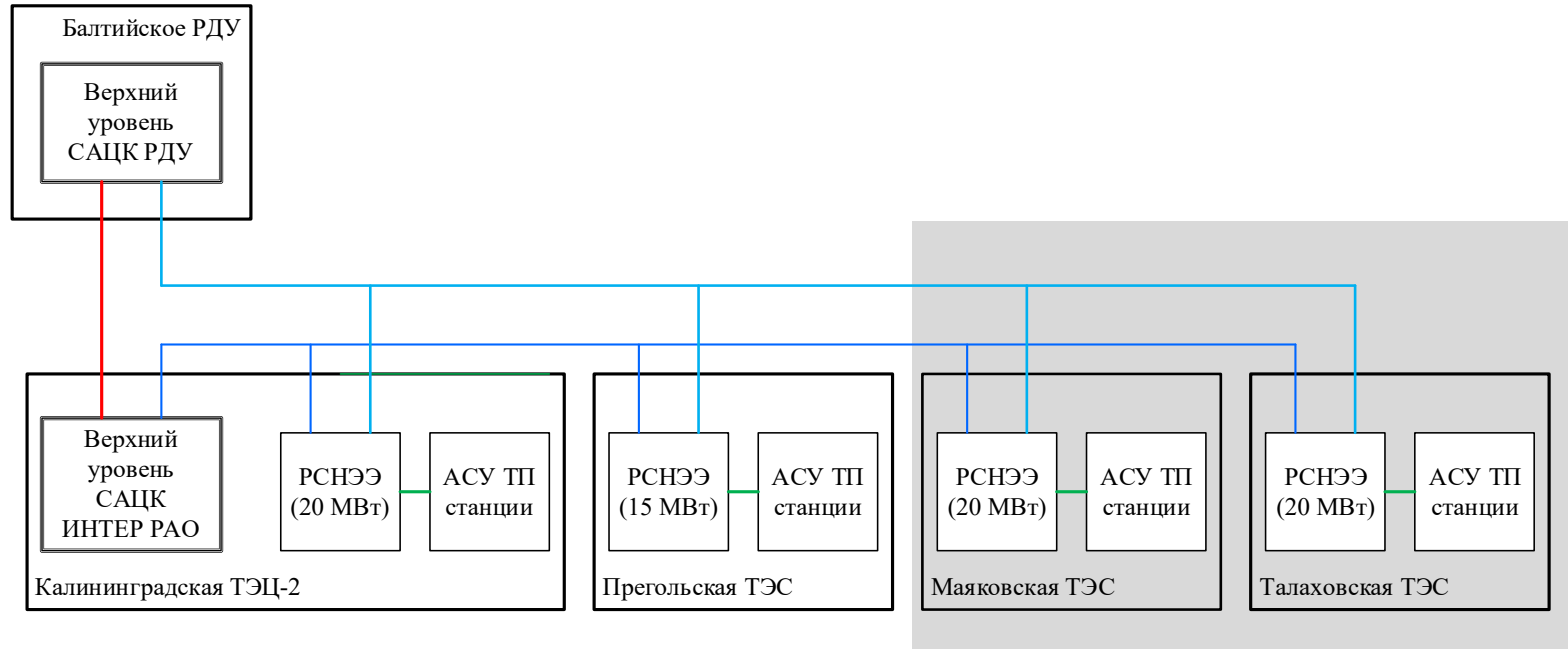 Балтийское РДУ
Верхний
уровень
САЦК РДУ
Верхний
уровень
САЦК
ИНТЕР РАО
РСНЭЭ
(20 МВт)
АСУ ТП
станции
Калининградская ТЭЦ-2
РСНЭЭ
(15 МВт)
АСУ ТП
станции
Прегольская ТЭС
РСНЭЭ
(20 МВт)
АСУ ТП
станции
Маяковская ТЭС
РСНЭЭ
(20 МВт)
АСУ ТП
станции
Талаховская ТЭС